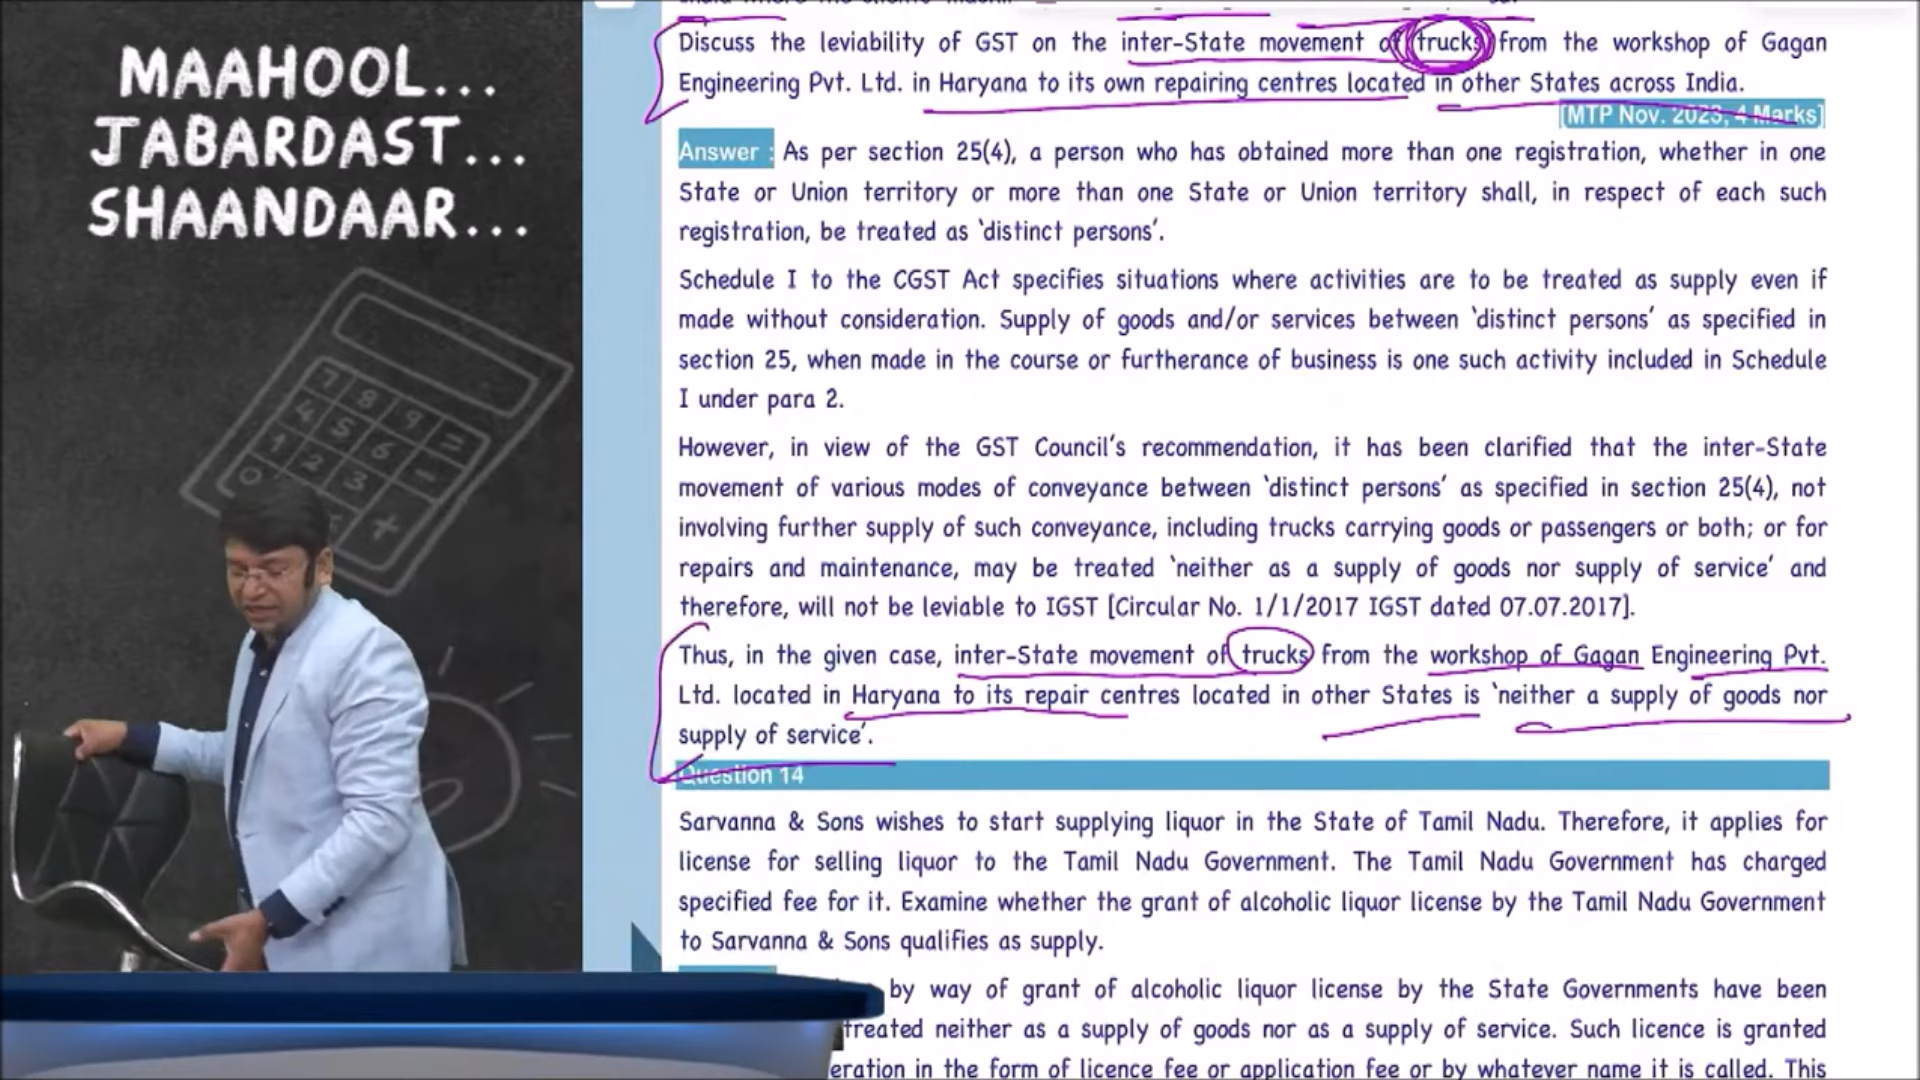 MAAHOOL...
JABARDAST...
SHAANDAAR...
7 8 9 =
4 5 6 -
1 2 3
0 +
Discuss the leviability of GST on the inter-State movement of trucks from the workshop of Gagan
Engineering Pvt. Ltd. in Haryana to its own repairing centres located in other States across India.
[MTP Nov. 2023, 4 Marks]
Answer : As per section 25(4), a person who has obtained more than one registration, whether in one
State or Union territory or more than one State or Union territory shall, in respect of each such
registration, be treated as ‘distinct persons’.
Schedule I to the CGST Act specifies situations where activities are to be treated as supply even if
made without consideration. Supply of goods and/or services between ‘distinct persons’ as specified in
section 25, when made in the course or furtherance of business is one such activity included in Schedule
I under para 2.
However, in view of the GST Council’s recommendation, it has been clarified that the inter-State
movement of various modes of conveyance between ‘distinct persons’ as specified in section 25(4), not
involving further supply of such conveyance, including trucks carrying goods or passengers or both; or for
repairs and maintenance, may be treated ‘neither as a supply of goods nor supply of service’ and
therefore, will not be leviable to IGST [Circular No. 1/1/2017 IGST dated 07.07.2017].
Thus, in the given case, inter-State movement of trucks from the workshop of Gagan Engineering Pvt.
Ltd. located in Haryana to its repair centres located in other States is ‘neither a supply of goods nor
supply of service’.
Question 14
Sarvanna & Sons wishes to start supplying liquor in the State of Tamil Nadu. Therefore, it applies for
license for selling liquor to the Tamil Nadu Government. The Tamil Nadu Government has charged
specified fee for it. Examine whether the grant of alcoholic liquor license by the Tamil Nadu Government
to Sarvanna & Sons qualifies as supply.
by way of grant of alcoholic liquor license by the State Governments have been
treated neither as a supply of goods nor as a supply of service. Such licence is granted
eration in the form of licence fee or application fee or by whatever name it is called. This